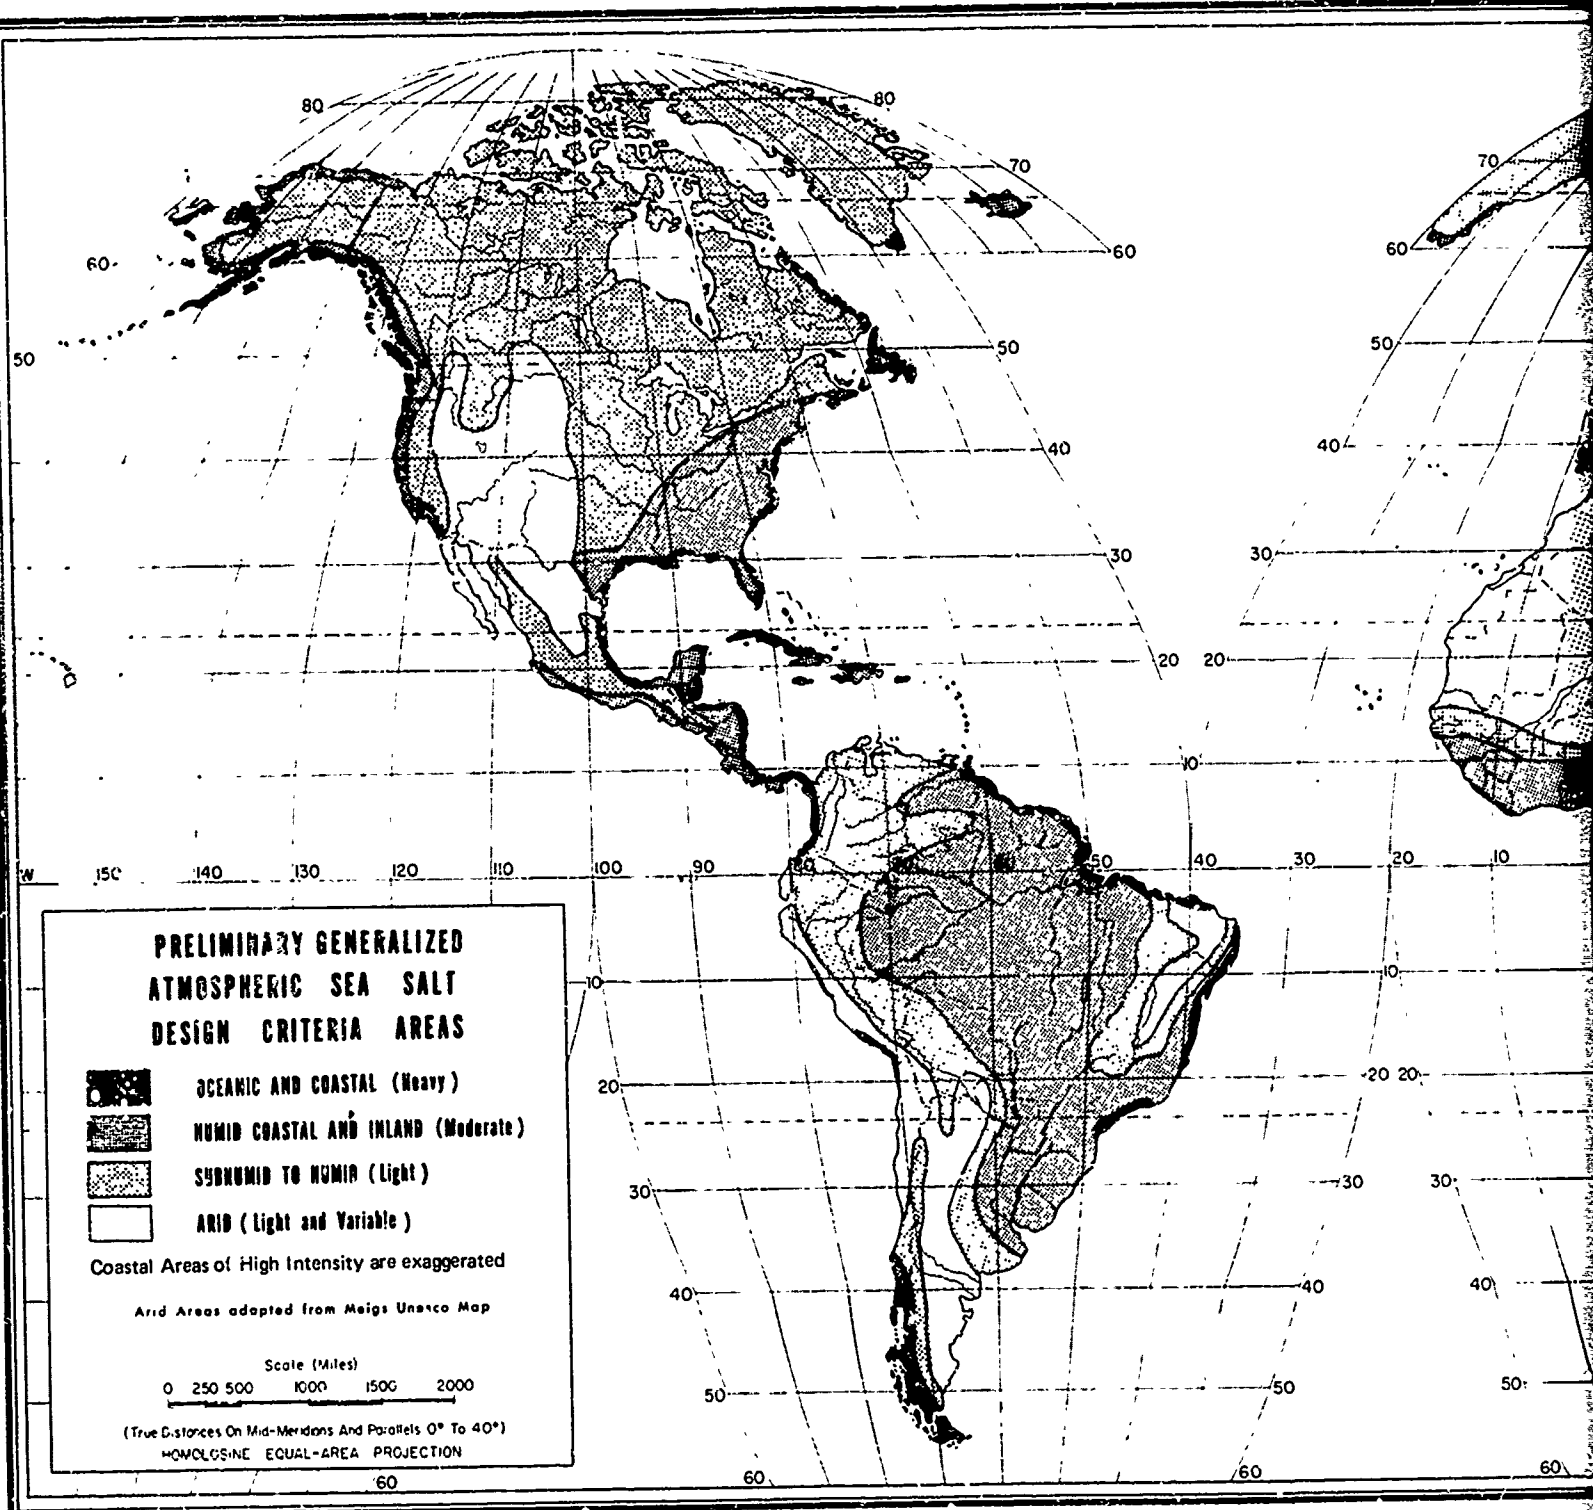 80 80
70 70
60 60 60
50 50 50
40 40
30 30
20 20
10
W 150 140 130 120 110 100 90 80 70 60 50 40 30 20 10
PRELIMINARY GENERALIZED
ATMOSPHERIC SEA SALT
DESIGN CRITERIA AREAS
OCEANIC AND COASTAL (Heavy)
HUMID COASTAL AND INLAND (Moderate)
SUBHUMID TO HUMID (Light)
ARID (Light and Variable)
Coastal Areas of High Intensity are exaggerated
Arid Areas adapted from Meigs Unesco Map
Scale (Miles)
0 250 500 1000 1500 2000
(True Distances On Mid-Meridians And Parallels 0° To 40°)
HOMOLOSINE EQUAL-AREA PROJECTION
10 10
20 20 20
30 30 30
40 40 40
50 50 50
60 60 60 60